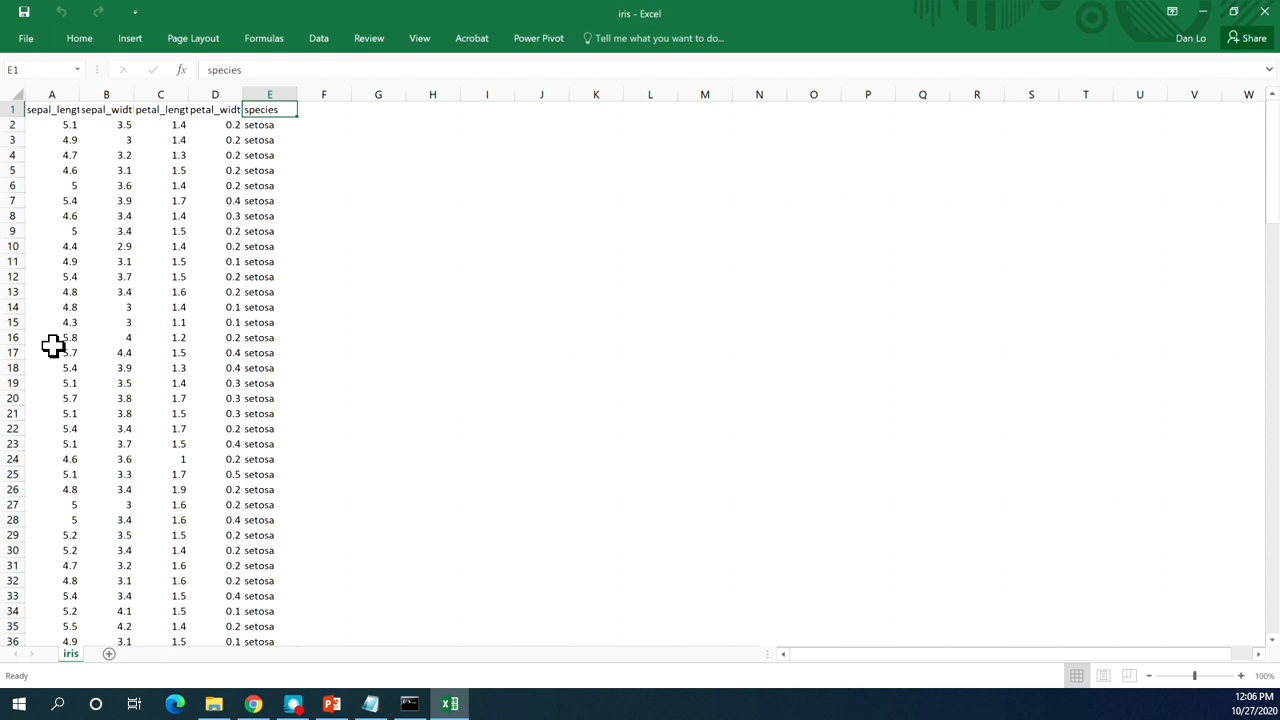 iris - Excel
File Home Insert Page Layout Formulas Data Review View Acrobat Power Pivot Tell me what you want to do... Dan Lo Share
E1 fx species
A B C D E F G H I J K L M N O P Q R S T U V W
1 sepal_lengt sepal_widt petal_lengt petal_widt species
2 5.1 3.5 1.4 0.2 setosa
3 4.9 3 1.4 0.2 setosa
4 4.7 3.2 1.3 0.2 setosa
5 4.6 3.1 1.5 0.2 setosa
6 5 3.6 1.4 0.2 setosa
7 5.4 3.9 1.7 0.4 setosa
8 4.6 3.4 1.4 0.3 setosa
9 5 3.4 1.5 0.2 setosa
10 4.4 2.9 1.4 0.2 setosa
11 4.9 3.1 1.5 0.1 setosa
12 5.4 3.7 1.5 0.2 setosa
13 4.8 3.4 1.6 0.2 setosa
14 4.8 3 1.4 0.1 setosa
15 4.3 3 1.1 0.1 setosa
16 5.8 4 1.2 0.2 setosa
17 5.7 4.4 1.5 0.4 setosa
18 5.4 3.9 1.3 0.4 setosa
19 5.1 3.5 1.4 0.3 setosa
20 5.7 3.8 1.7 0.3 setosa
21 5.1 3.8 1.5 0.3 setosa
22 5.4 3.4 1.7 0.2 setosa
23 5.1 3.7 1.5 0.4 setosa
24 4.6 3.6 1 0.2 setosa
25 5.1 3.3 1.7 0.5 setosa
26 4.8 3.4 1.9 0.2 setosa
27 5 3 1.6 0.2 setosa
28 5 3.4 1.6 0.4 setosa
29 5.2 3.5 1.5 0.2 setosa
30 5.2 3.4 1.4 0.2 setosa
31 4.7 3.2 1.6 0.2 setosa
32 4.8 3.1 1.6 0.2 setosa
33 5.4 3.4 1.5 0.4 setosa
34 5.2 4.1 1.5 0.1 setosa
35 5.5 4.2 1.4 0.2 setosa
36 4.9 3.1 1.5 0.1 setosa
iris
Ready 100%
12:06 PM
10/27/2020